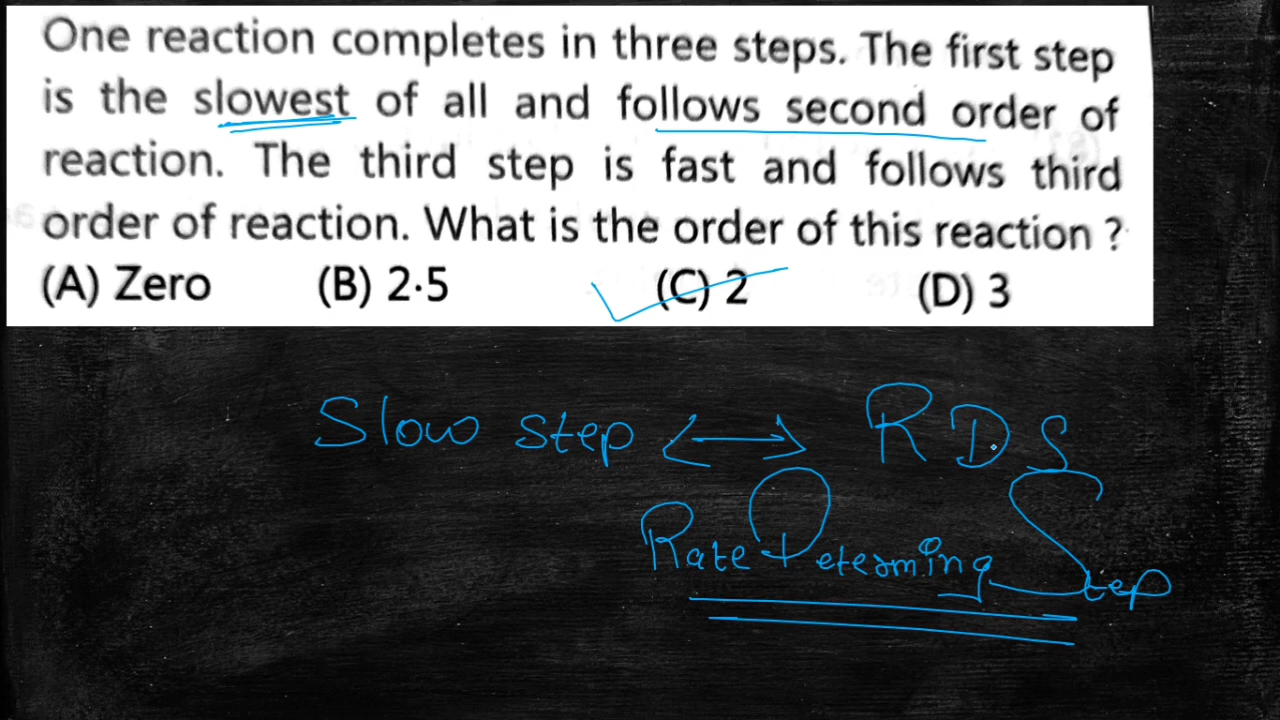 One reaction completes in three steps. The first step
is the slowest of all and follows second order of
reaction. The third step is fast and follows third
order of reaction. What is the order of this reaction ?
(A) Zero (B) 2·5 (C) 2 (D) 3
Slow step ⟷ RDS
Rate Determing Step